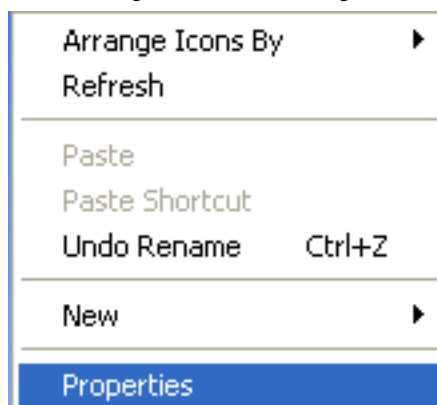 Arrange Icons By
Refresh
Paste
Paste Shortcut
Undo Rename Ctrl+Z
New
Properties